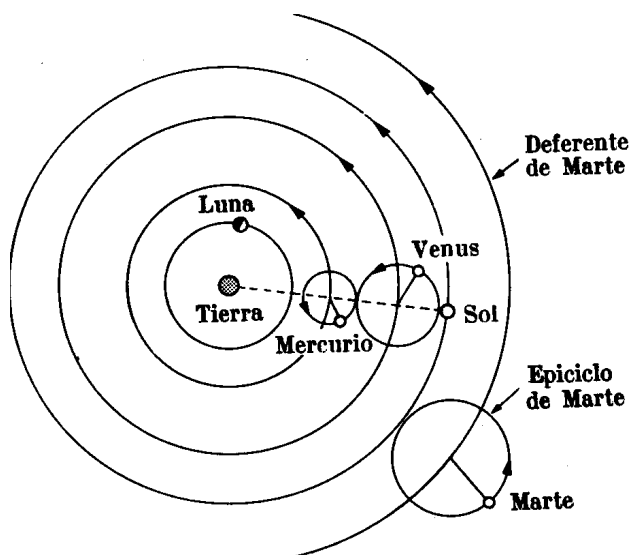 Deferente
de Marte
Luna
Venus
Tierra
Sol
Mercurio
Epiciclo
de Marte
Marte